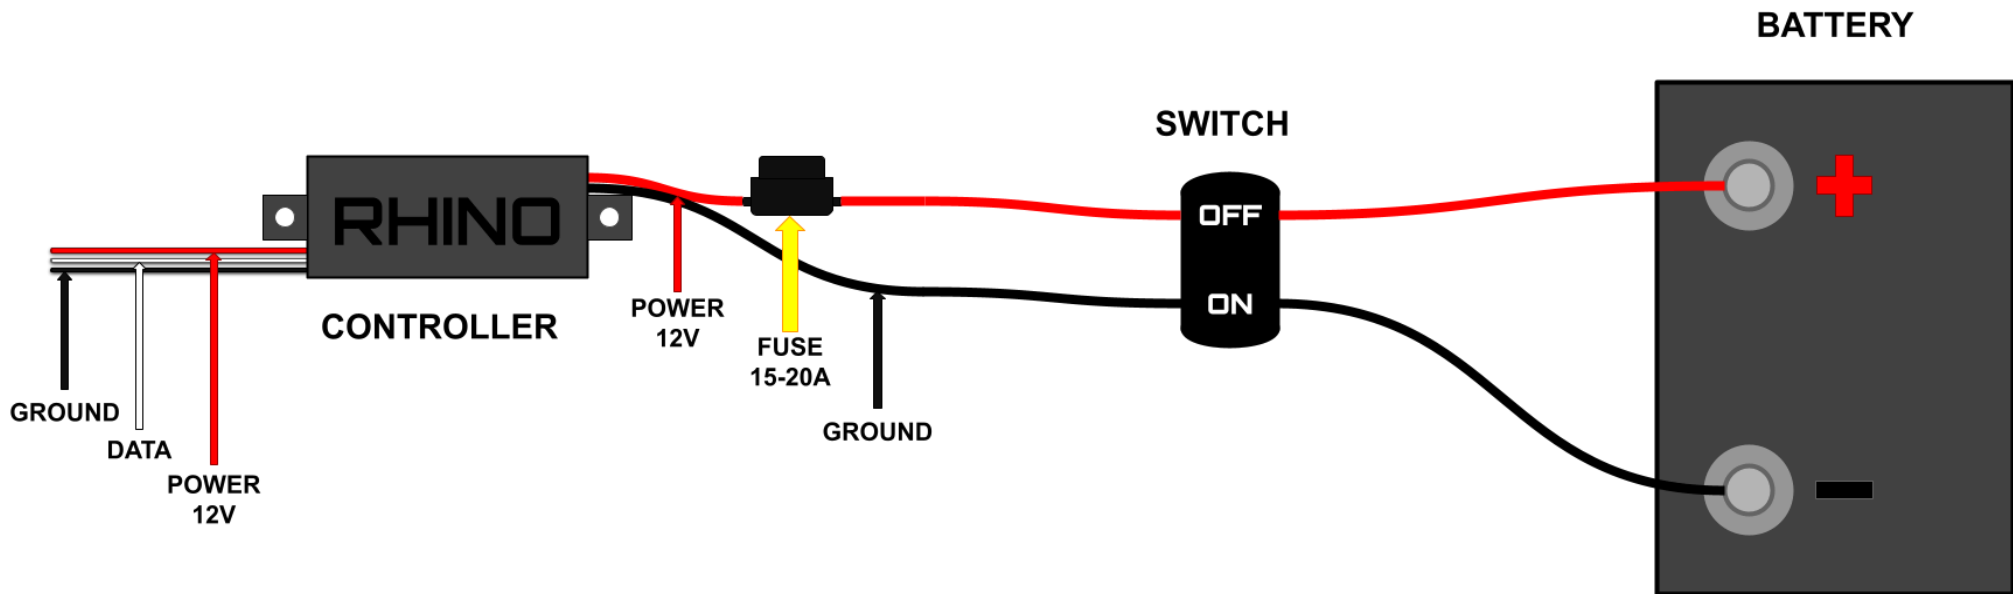 BATTERY
SWITCH
OFF
ON
RHINO
CONTROLLER
POWER
12V
FUSE
15-20A
GROUND
GROUND
DATA
POWER
12V